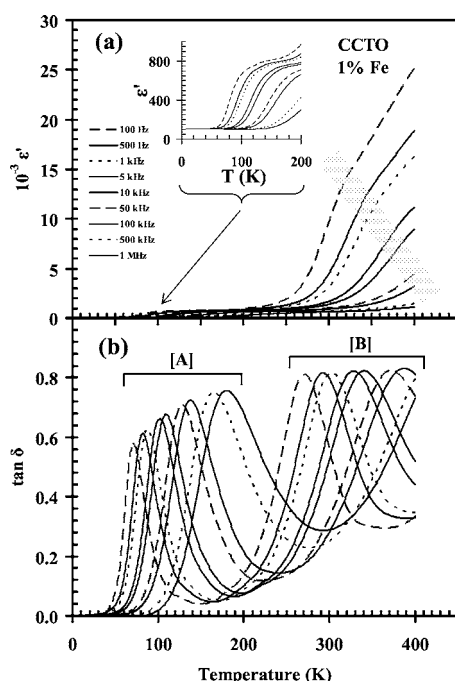 (a)
CCTO
1% Fe
30
25
20
15
10
5
0
10⁻³ ε'
100 Hz
500 Hz
1 kHz
5 kHz
10 kHz
50 kHz
100 kHz
500 kHz
1 MHz
800
400
0
ε'
0 100 200
T (K)
(b)
[A]
[B]
1.0
0.8
0.6
0.4
0.2
0.0
tan δ
0 100 200 300 400
Temperature (K)